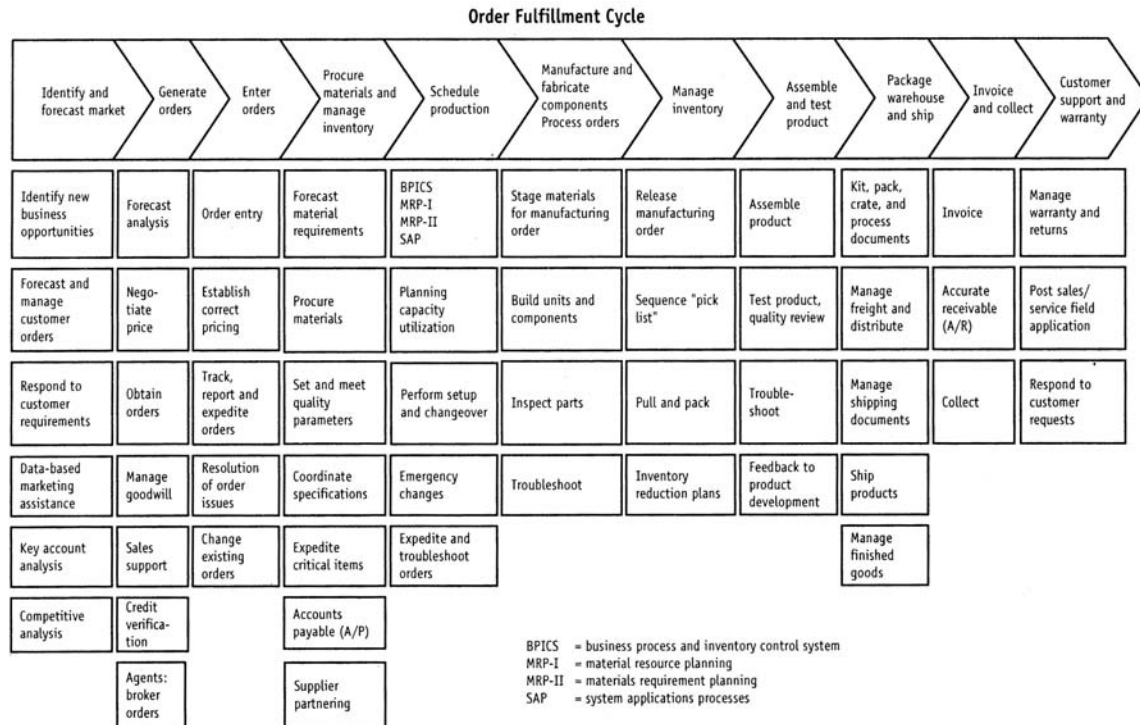 Order Fulfillment Cycle
Identify and
forecast market
Generate
orders
Enter
orders
Procure
materials and
manage
inventory
Schedule
production
Manufacture and
fabricate
components
Process orders
Manage
inventory
Assemble
and test
product
Package
warehouse
and ship
Invoice
and collect
Customer
support and
warranty
Identify new
business
opportunities
Forecast
analysis
Order entry
Forecast
material
requirements
BPICS
MRP-I
MRP-II
SAP
Stage materials
for manufacturing
order
Release
manufacturing
order
Assemble
product
Kit, pack,
crate, and
process
documents
Invoice
Manage
warranty and
returns
Forecast and
manage
customer
orders
Nego-
tiate
price
Establish
correct
pricing
Procure
materials
Planning
capacity
utilization
Build units and
components
Sequence "pick
list"
Test product,
quality review
Manage
freight and
distribute
Accurate
receivable
(A/R)
Post sales/
service field
application
Respond to
customer
requirements
Obtain
orders
Track,
report and
expedite
orders
Set and meet
quality
parameters
Perform setup
and changeover
Inspect parts
Pull and pack
Trouble-
shoot
Manage
shipping
documents
Collect
Respond to
customer
requests
Data-based
marketing
assistance
Manage
goodwill
Resolution
of order
issues
Coordinate
specifications
Emergency
changes
Troubleshoot
Inventory
reduction plans
Feedback to
product
development
Ship
products
Key account
analysis
Sales
support
Change
existing
orders
Expedite
critical items
Expedite and
troubleshoot
orders
Manage
finished
goods
Competitive
analysis
Credit
verifica-
tion
Accounts
payable (A/P)
Agents:
broker
orders
Supplier
partnering
BPICS = business process and inventory control system
MRP-I = material resource planning
MRP-II = materials requirement planning
SAP = system applications processes